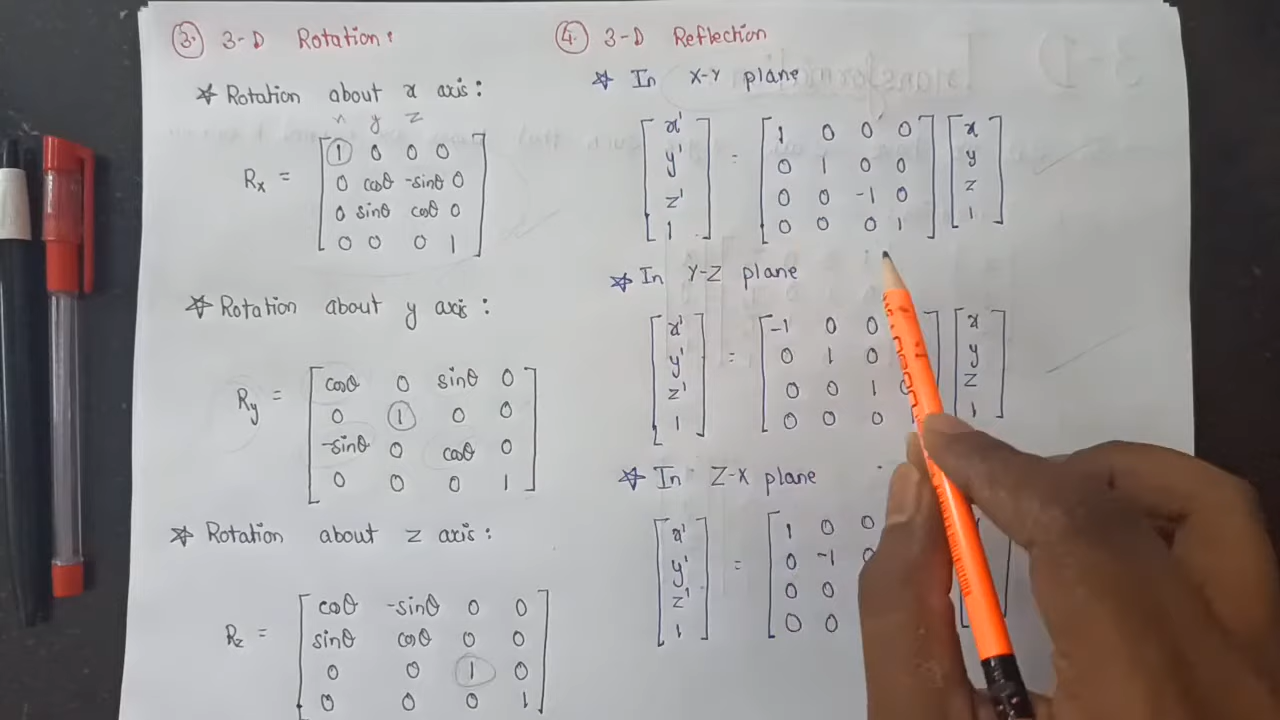 3. 3-D Rotation:
☆ Rotation about x axis:
x y z
Rx =
1 0 0 0
0 cosθ -sinθ 0
0 sinθ cosθ 0
0 0 0 1
☆ Rotation about y axis:
Ry =
cosθ 0 sinθ 0
0 1 0 0
-sinθ 0 cosθ 0
0 0 0 1
☆ Rotation about z axis:
Rz =
cosθ -sinθ 0 0
sinθ cosθ 0 0
0 0 1 0
0 0 0 1
4. 3-D Reflection
☆ In X-Y plane
x' 1 0 0 0 x
y' = 0 1 0 0 y
z' 0 0 -1 0 z
1 0 0 0 1 1
☆ In Y-Z plane
x' -1 0 0 x
y' = 0 1 0 y
z' 0 0 1 0 z
1 0 0 0 1
☆ In Z-X plane
x' 1 0 0
y' = 0 -1 0
z' 0 0
1 0 0